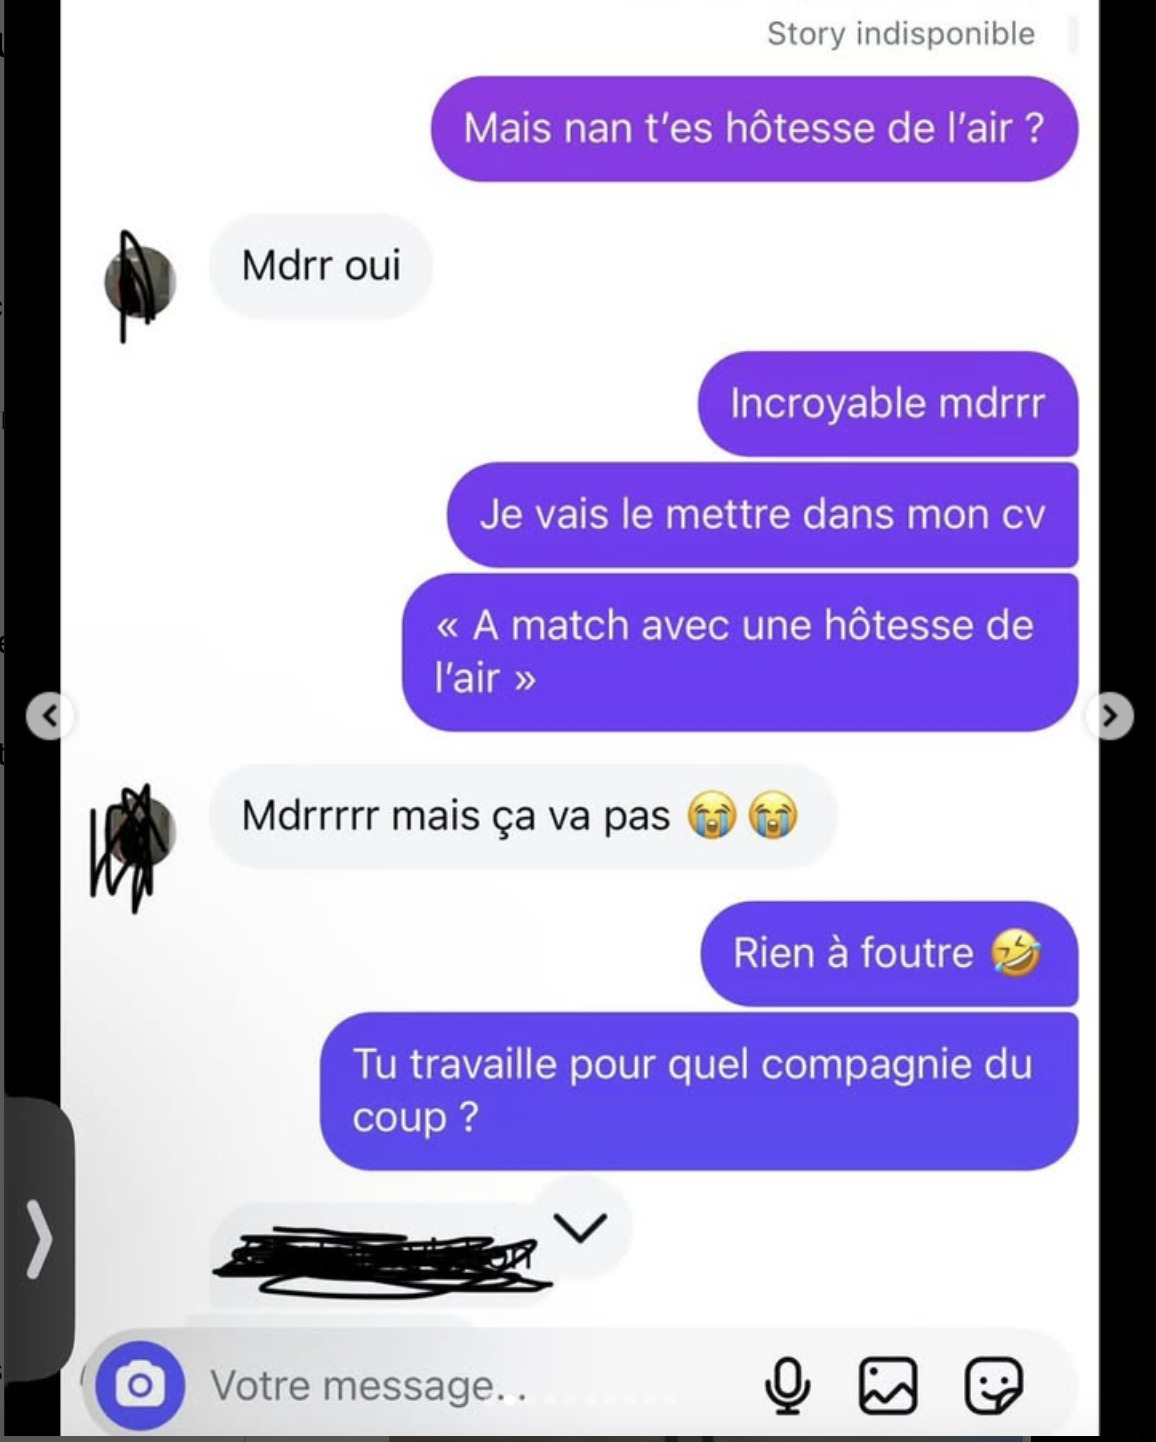 Story indisponible
Mais nan t'es hôtesse de l'air ?
Mdrr oui
Incroyable mdrrr
Je vais le mettre dans mon cv
« A match avec une hôtesse de
l'air »
Mdrrrrr mais ça va pas 😭 😭
Rien à foutre 🤣
Tu travaille pour quel compagnie du
coup ?
Votre message...